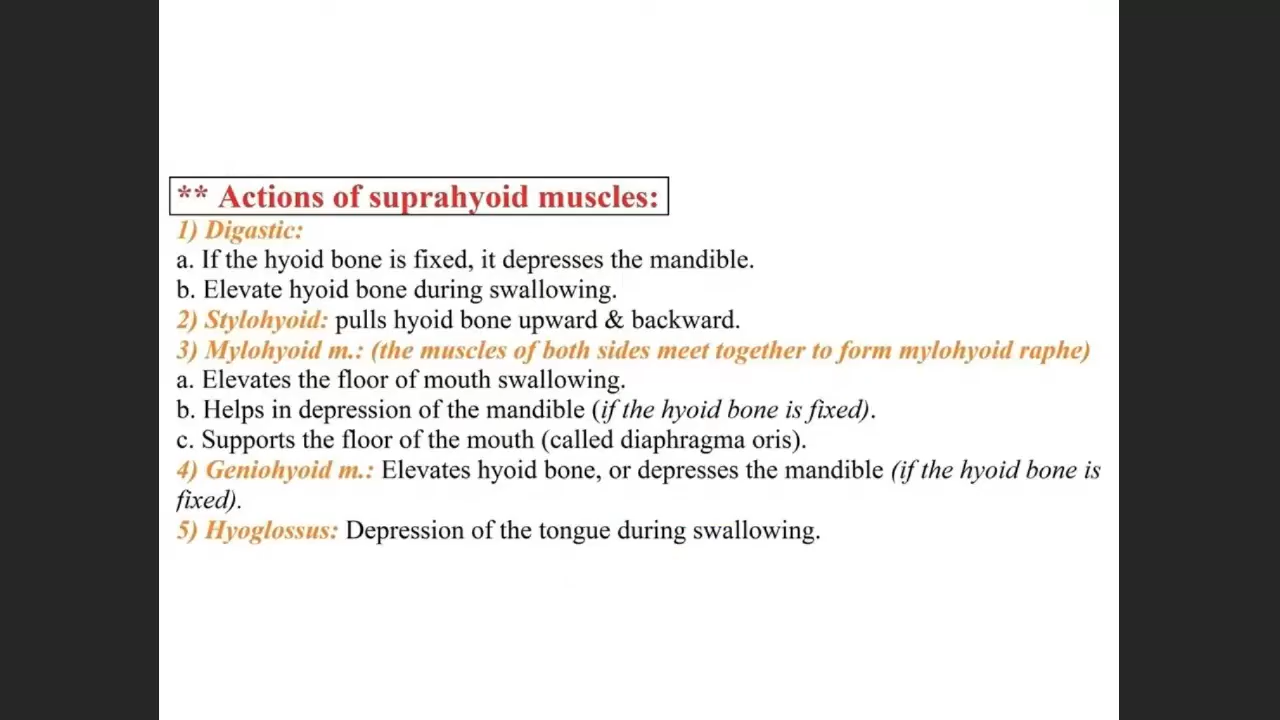 ** Actions of suprahyoid muscles:
1) Digastic:
a. If the hyoid bone is fixed, it depresses the mandible.
b. Elevate hyoid bone during swallowing.
2) Stylohyoid: pulls hyoid bone upward & backward.
3) Mylohyoid m.: (the muscles of both sides meet together to form mylohyoid raphe)
a. Elevates the floor of mouth swallowing.
b. Helps in depression of the mandible (if the hyoid bone is fixed).
c. Supports the floor of the mouth (called diaphragma oris).
4) Geniohyoid m.: Elevates hyoid bone, or depresses the mandible (if the hyoid bone is
fixed).
5) Hyoglossus: Depression of the tongue during swallowing.